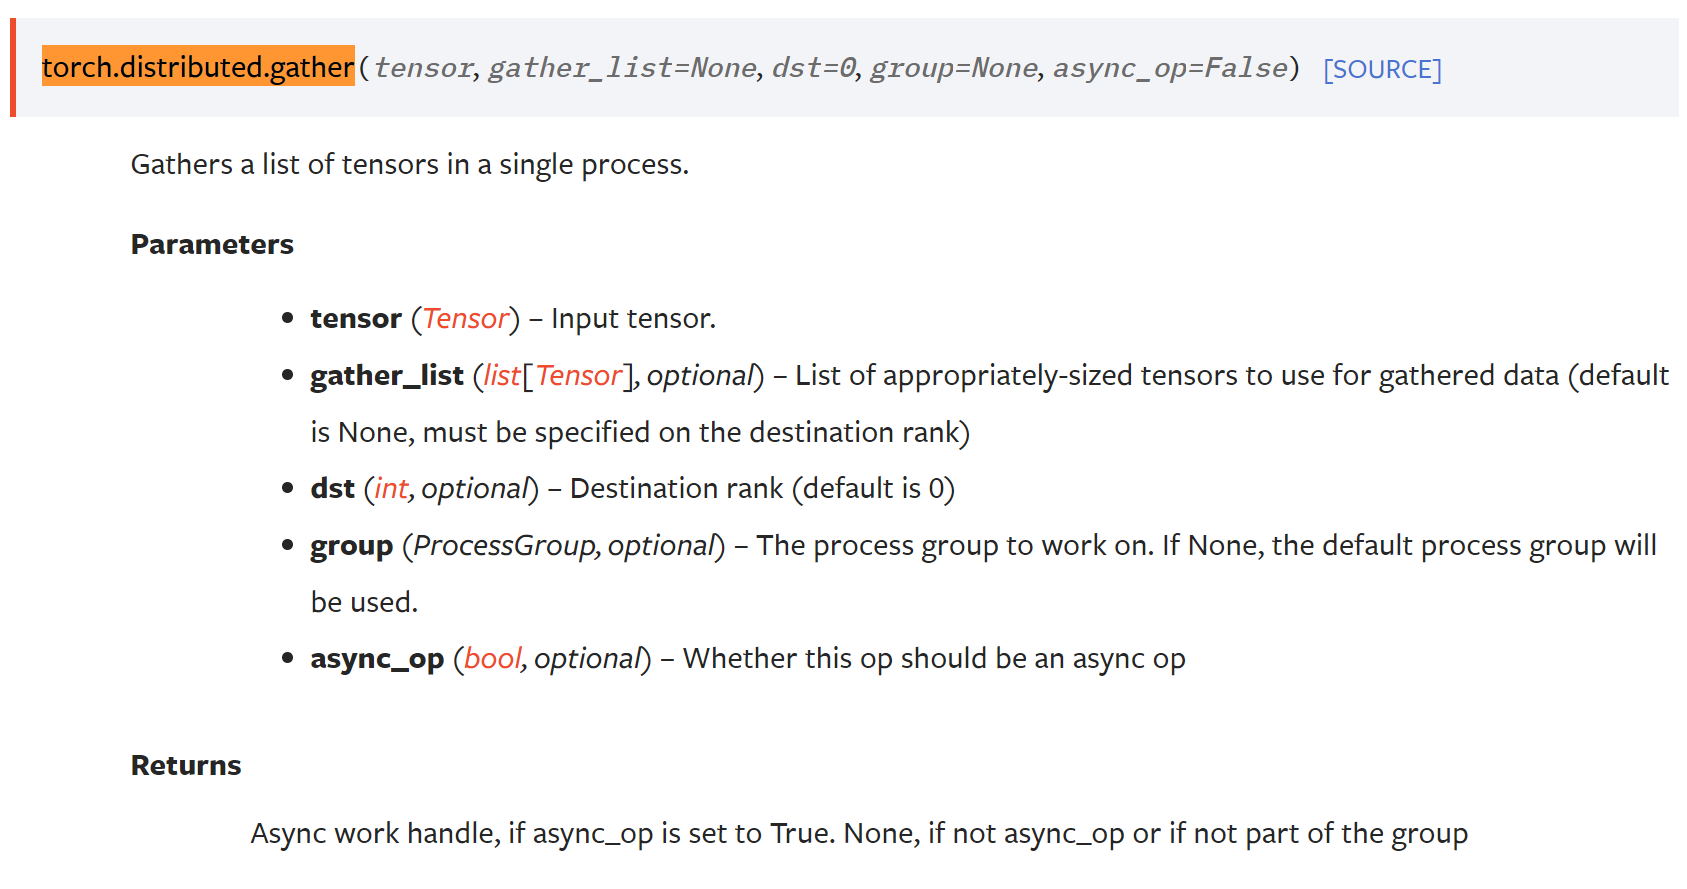 torch.distributed.gather(tensor, gather_list=None, dst=0, group=None, async_op=False) [SOURCE]
Gathers a list of tensors in a single process.
Parameters
• tensor (Tensor) – Input tensor.
• gather_list (list[Tensor], optional) – List of appropriately-sized tensors to use for gathered data (default
is None, must be specified on the destination rank)
• dst (int, optional) – Destination rank (default is 0)
• group (ProcessGroup, optional) – The process group to work on. If None, the default process group will
be used.
• async_op (bool, optional) – Whether this op should be an async op
Returns
Async work handle, if async_op is set to True. None, if not async_op or if not part of the group